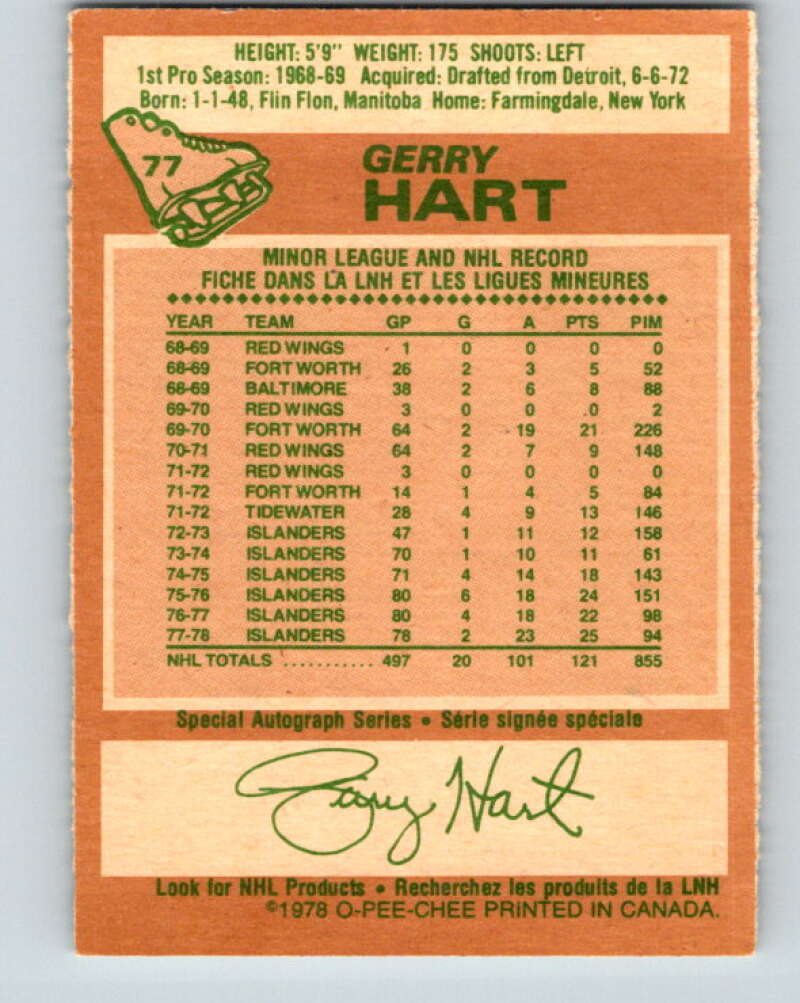 HEIGHT: 5'9" WEIGHT: 175 SHOOTS: LEFT
1st Pro Season: 1968-69 Acquired: Drafted from Detroit, 6-6-72
Born: 1-1-48, Flin Flon, Manitoba Home: Farmingdale, New York
77
GERRY
HART
MINOR LEAGUE AND NHL RECORD
FICHE DANS LA LNH ET LES LIGUES MINEURES
YEAR TEAM GP G A PTS PIM
68-69 RED WINGS 1 0 0 0 0
68-69 FORT WORTH 26 2 3 5 52
68-69 BALTIMORE 38 2 6 8 88
69-70 RED WINGS 3 0 0 0 2
69-70 FORT WORTH 64 2 19 21 226
70-71 RED WINGS 64 2 7 9 148
71-72 RED WINGS 3 0 0 0 0
71-72 FORT WORTH 14 1 4 5 84
71-72 TIDEWATER 28 4 9 13 146
72-73 ISLANDERS 47 1 11 12 158
73-74 ISLANDERS 70 1 10 11 61
74-75 ISLANDERS 71 4 14 18 143
75-76 ISLANDERS 80 6 18 24 151
76-77 ISLANDERS 80 4 18 22 98
77-78 ISLANDERS 78 2 23 25 94
NHL TOTALS ........... 497 20 101 121 855
Special Autograph Series • Série signée spéciale
Gerry Hart
Look for NHL Products • Recherchez les produits de la LNH
©1978 O-PEE-CHEE PRINTED IN CANADA.